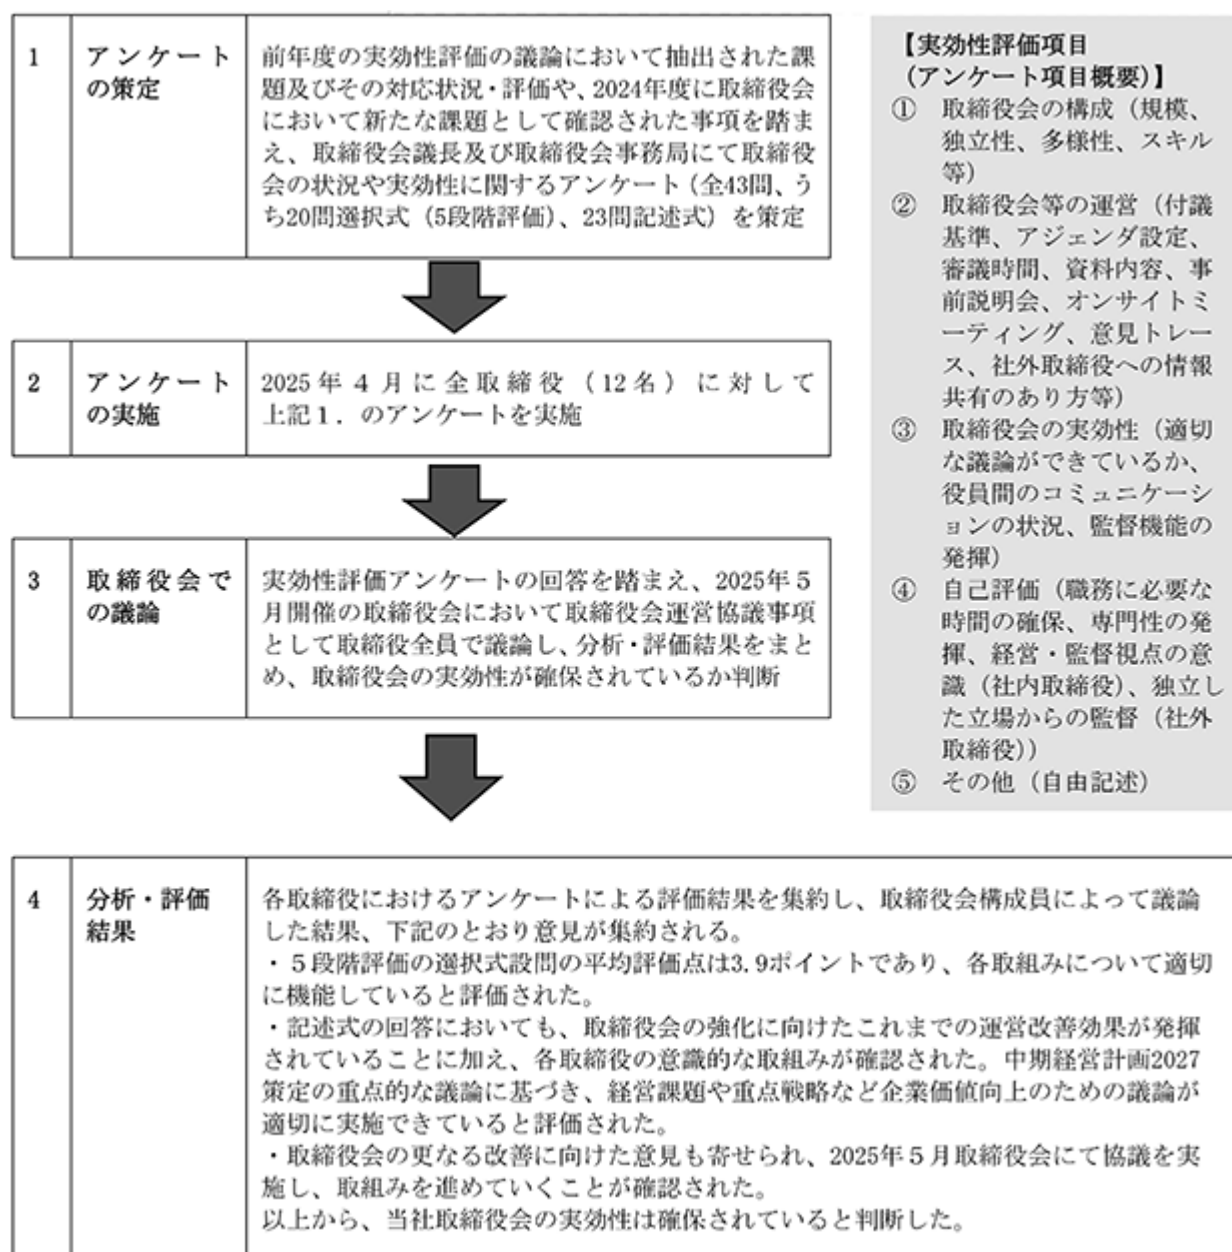 1
アンケート
の策定
前年度の実効性評価の議論において抽出された課
題及びその対応状況・評価や、2024年度に取締役会
において新たな課題として確認された事項を踏ま
え、取締役会議長及び取締役会事務局にて取締役
会の状況や実効性に関するアンケート（全43問、う
ち20問選択式（5段階評価）、23問記述式）を策定
2
アンケート
の実施
2025年４月に全取締役（12名）に対して
上記１．のアンケートを実施
3
取締役会で
の議論
実効性評価アンケートの回答を踏まえ、2025年５
月開催の取締役会において取締役会運営協議事項
として取締役全員で議論し、分析・評価結果をまと
め、取締役会の実効性が確保されているか判断
【実効性評価項目
（アンケート項目概要）】
① 取締役会の構成（規模、
独立性、多様性、スキル
等）
② 取締役会等の運営（付議
基準、アジェンダ設定、
審議時間、資料内容、事
前説明会、オンサイトミ
ーティング、意見トレー
ス、社外取締役への情報
共有のあり方等）
③ 取締役会の実効性（適切
な議論ができているか、
役員間のコミュニケーシ
ョンの状況、監督機能の
発揮）
④ 自己評価（職務に必要な
時間の確保、専門性の発
揮、経営・監督視点の意
識（社内取締役）、独立し
た立場からの監督（社外
取締役））
⑤ その他（自由記述）
4
分析・評価
結果
各取締役におけるアンケートによる評価結果を集約し、取締役会構成員によって議論
した結果、下記のとおり意見が集約される。
・５段階評価の選択式設問の平均評価点は3.9ポイントであり、各取組みについて適切
に機能していると評価された。
・記述式の回答においても、取締役会の強化に向けたこれまでの運営改善効果が発揮
されていることに加え、各取締役の意識的な取組みが確認された。中期経営計画2027
策定の重点的な議論に基づき、経営課題や重点戦略など企業価値向上のための議論が
適切に実施できていると評価された。
・取締役会の更なる改善に向けた意見も寄せられ、2025年５月取締役会にて協議を実
施し、取組みを進めていくことが確認された。
以上から、当社取締役会の実効性は確保されていると判断した。